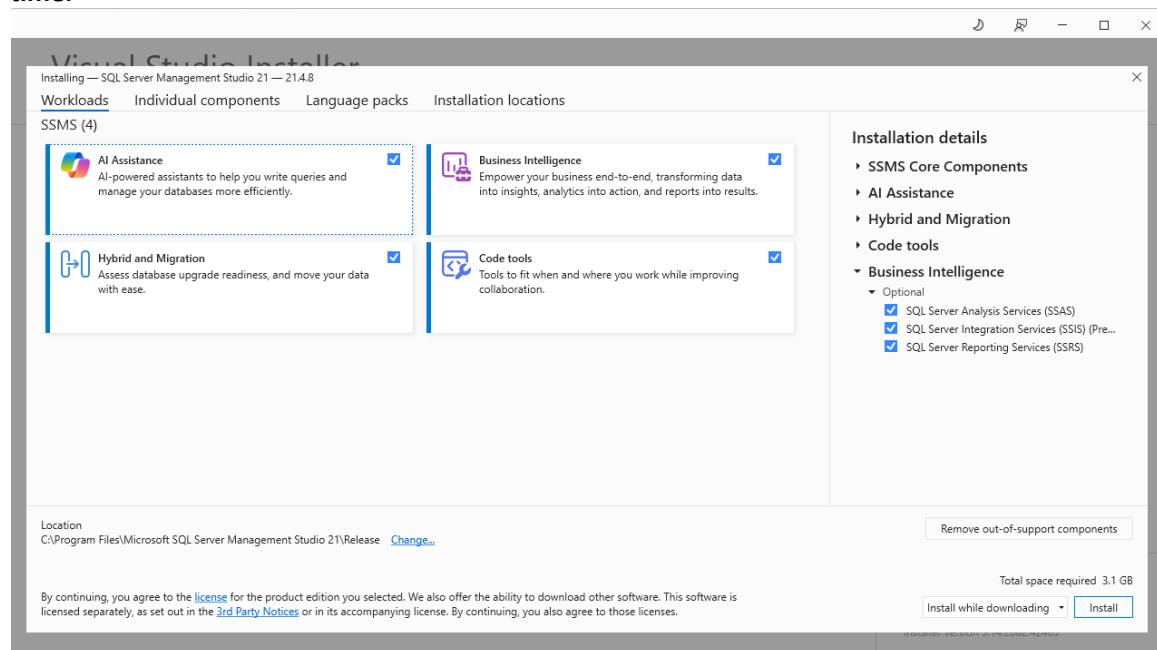 Visual Studio Installer
Installing — SQL Server Management Studio 21 — 21.4.8
Workloads Individual components Language packs Installation locations
SSMS (4)
AI Assistance
AI-powered assistants to help you write queries and
manage your databases more efficiently.
Business Intelligence
Empower your business end-to-end, transforming data
into insights, analytics into action, and reports into results.
Hybrid and Migration
Assess database upgrade readiness, and move your data
with ease.
Code tools
Tools to fit when and where you work while improving
collaboration.
Installation details
SSMS Core Components
AI Assistance
Hybrid and Migration
Code tools
Business Intelligence
Optional
SQL Server Analysis Services (SSAS)
SQL Server Integration Services (SSIS) (Pre...
SQL Server Reporting Services (SSRS)
Location
C:\Program Files\Microsoft SQL Server Management Studio 21\Release Change...
Remove out-of-support components
Total space required 3.1 GB
By continuing, you agree to the license for the product edition you selected. We also offer the ability to download other software. This software is
licensed separately, as set out in the 3rd Party Notices or in its accompanying license. By continuing, you also agree to those licenses.
Install while downloading Install